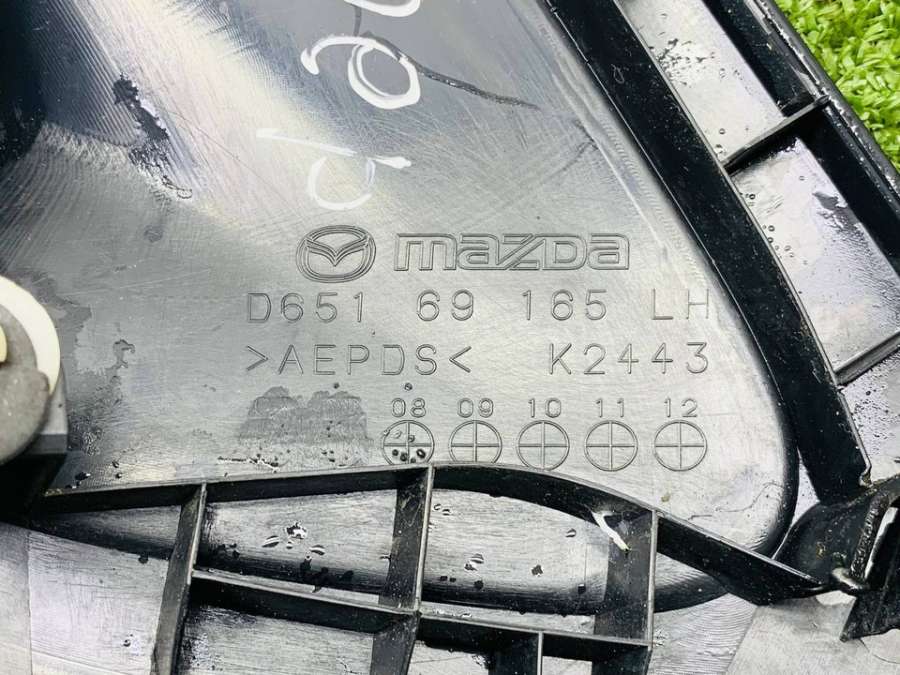 mazda
D651 69 165 LH
>AEPDS< K2443
08 09 10 11 12